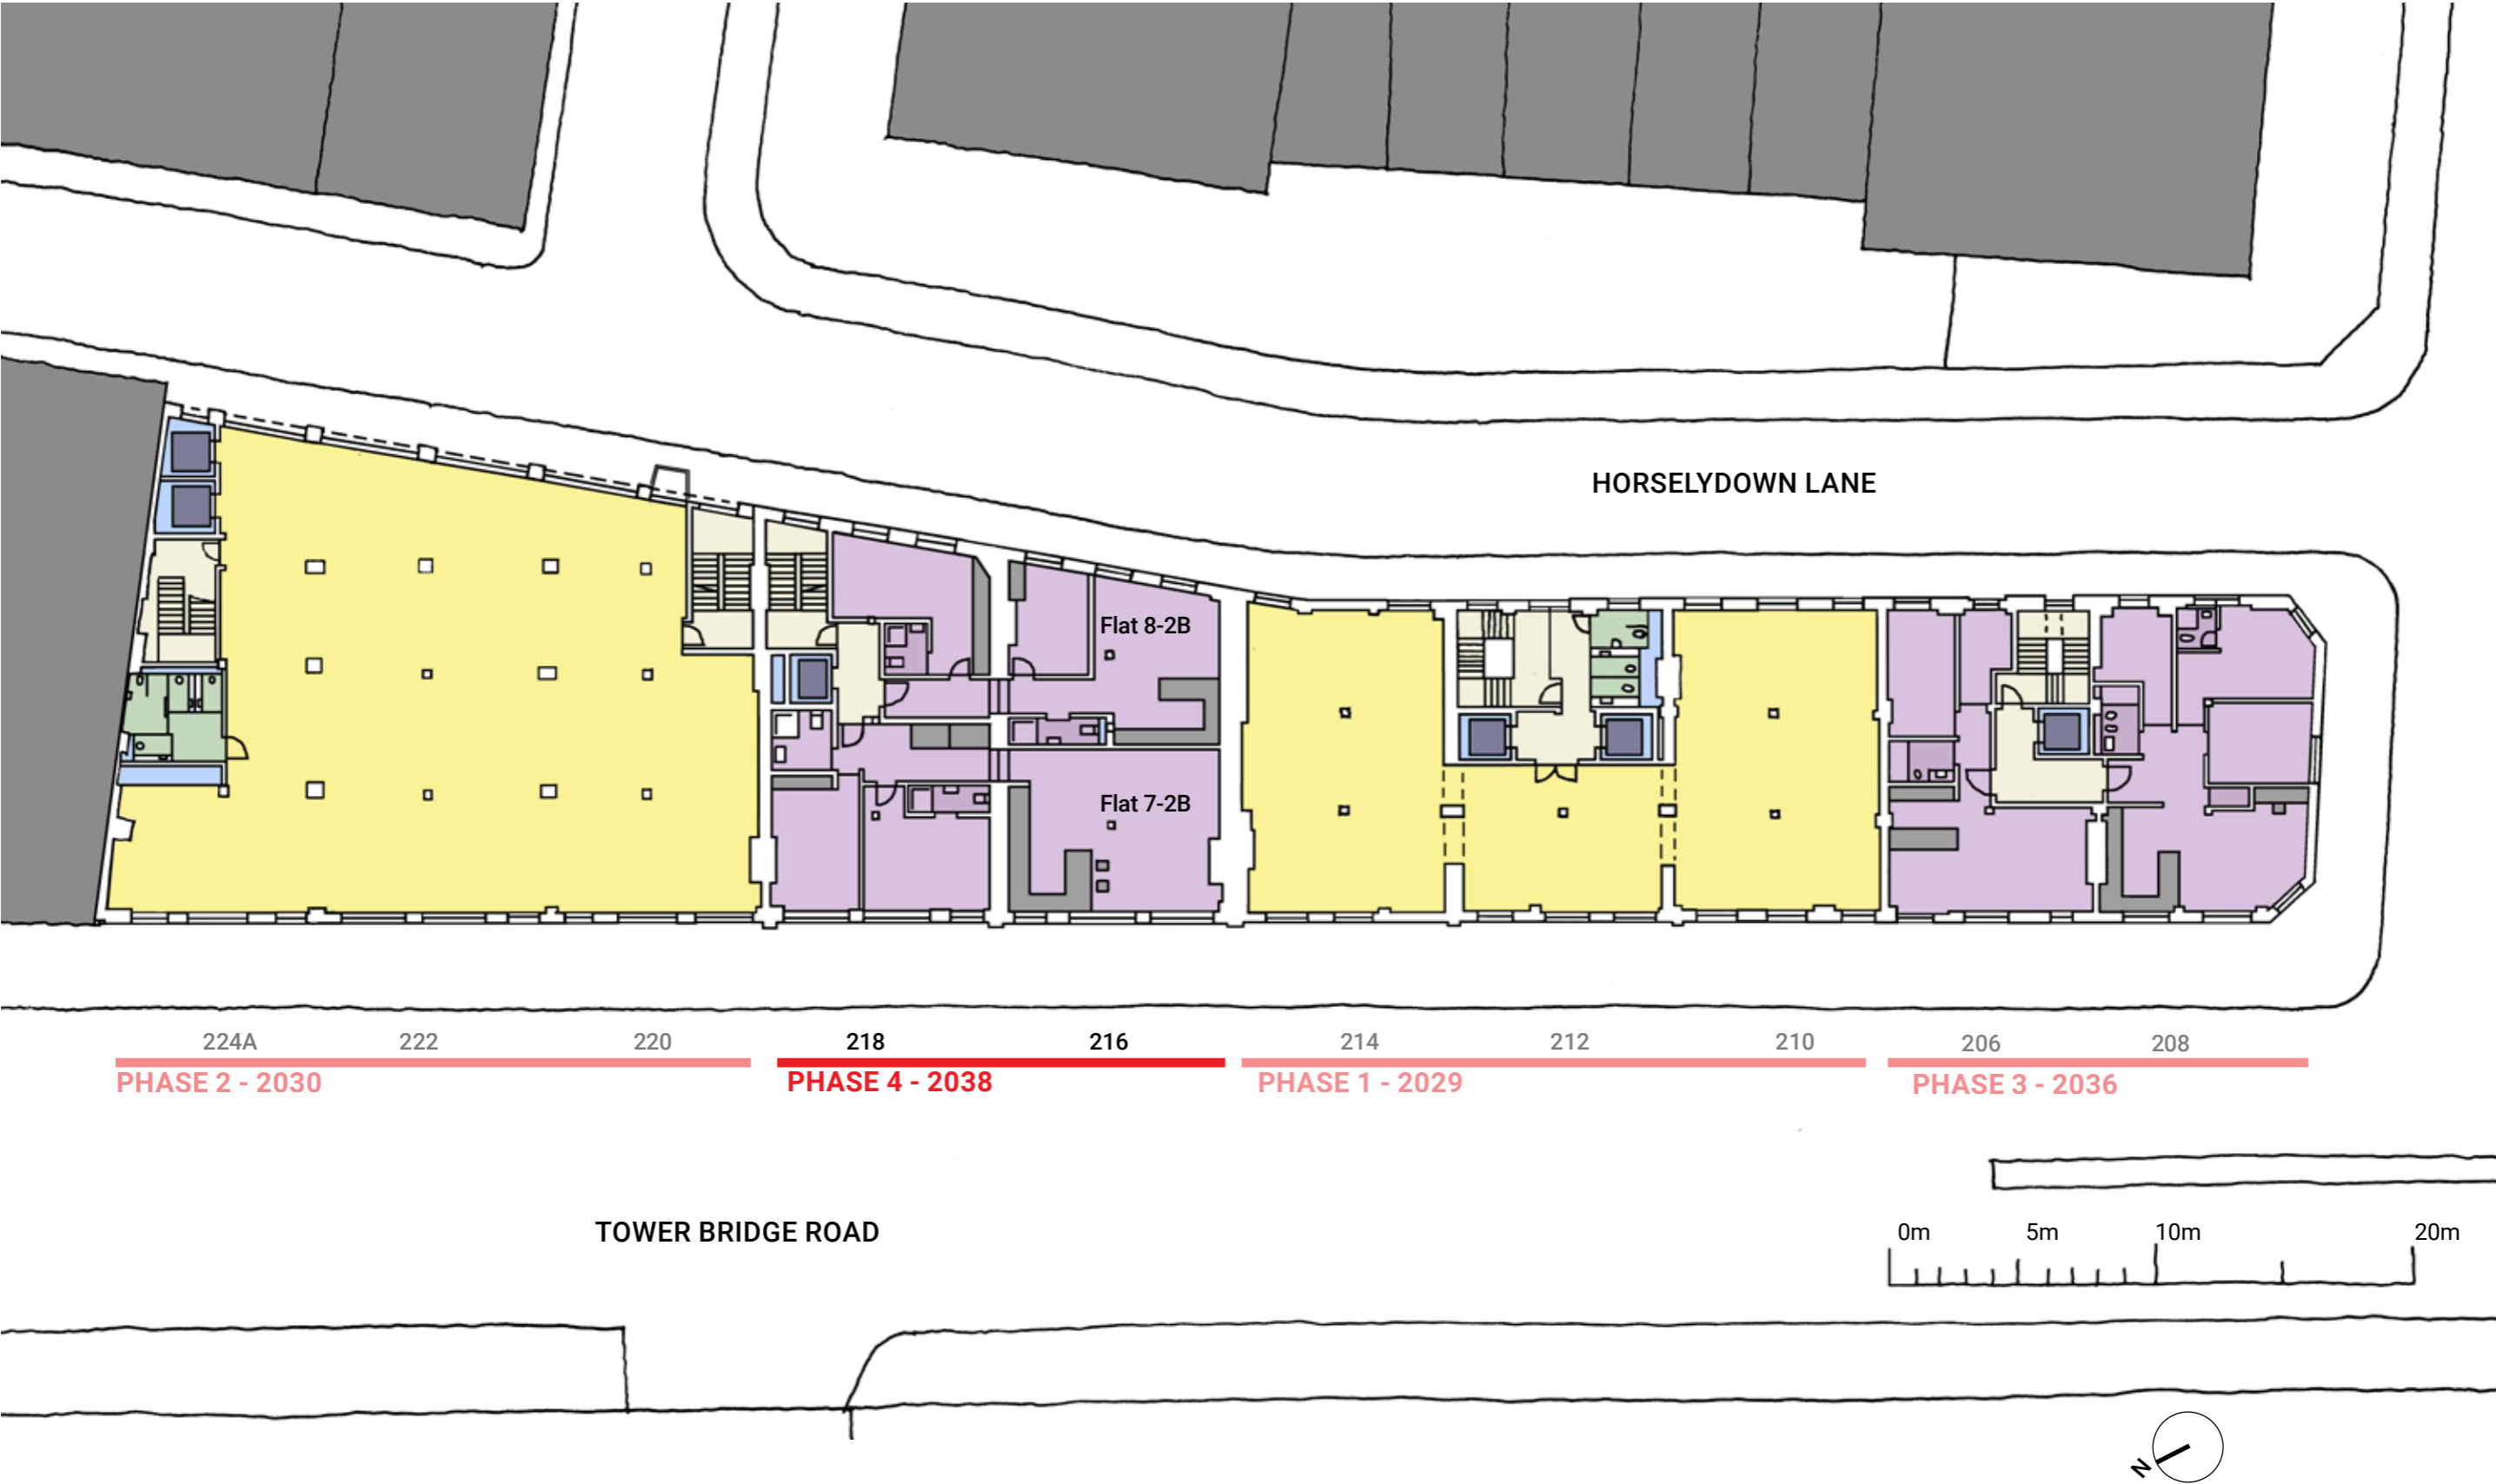 HORSELYDOWN LANE
Flat 8-2B
Flat 7-2B
224A 222 220 218 216 214 212 210 206 208
PHASE 2 - 2030 PHASE 4 - 2038 PHASE 1 - 2029 PHASE 3 - 2036
TOWER BRIDGE ROAD
0m 5m 10m 20m
N